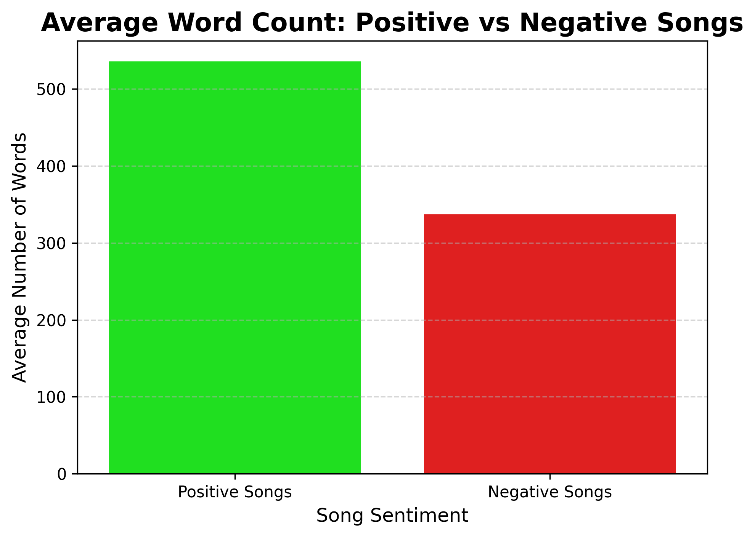 Average Word Count: Positive vs Negative Songs
Average Number of Words
500
400
300
200
100
0
Positive Songs
Negative Songs
Song Sentiment